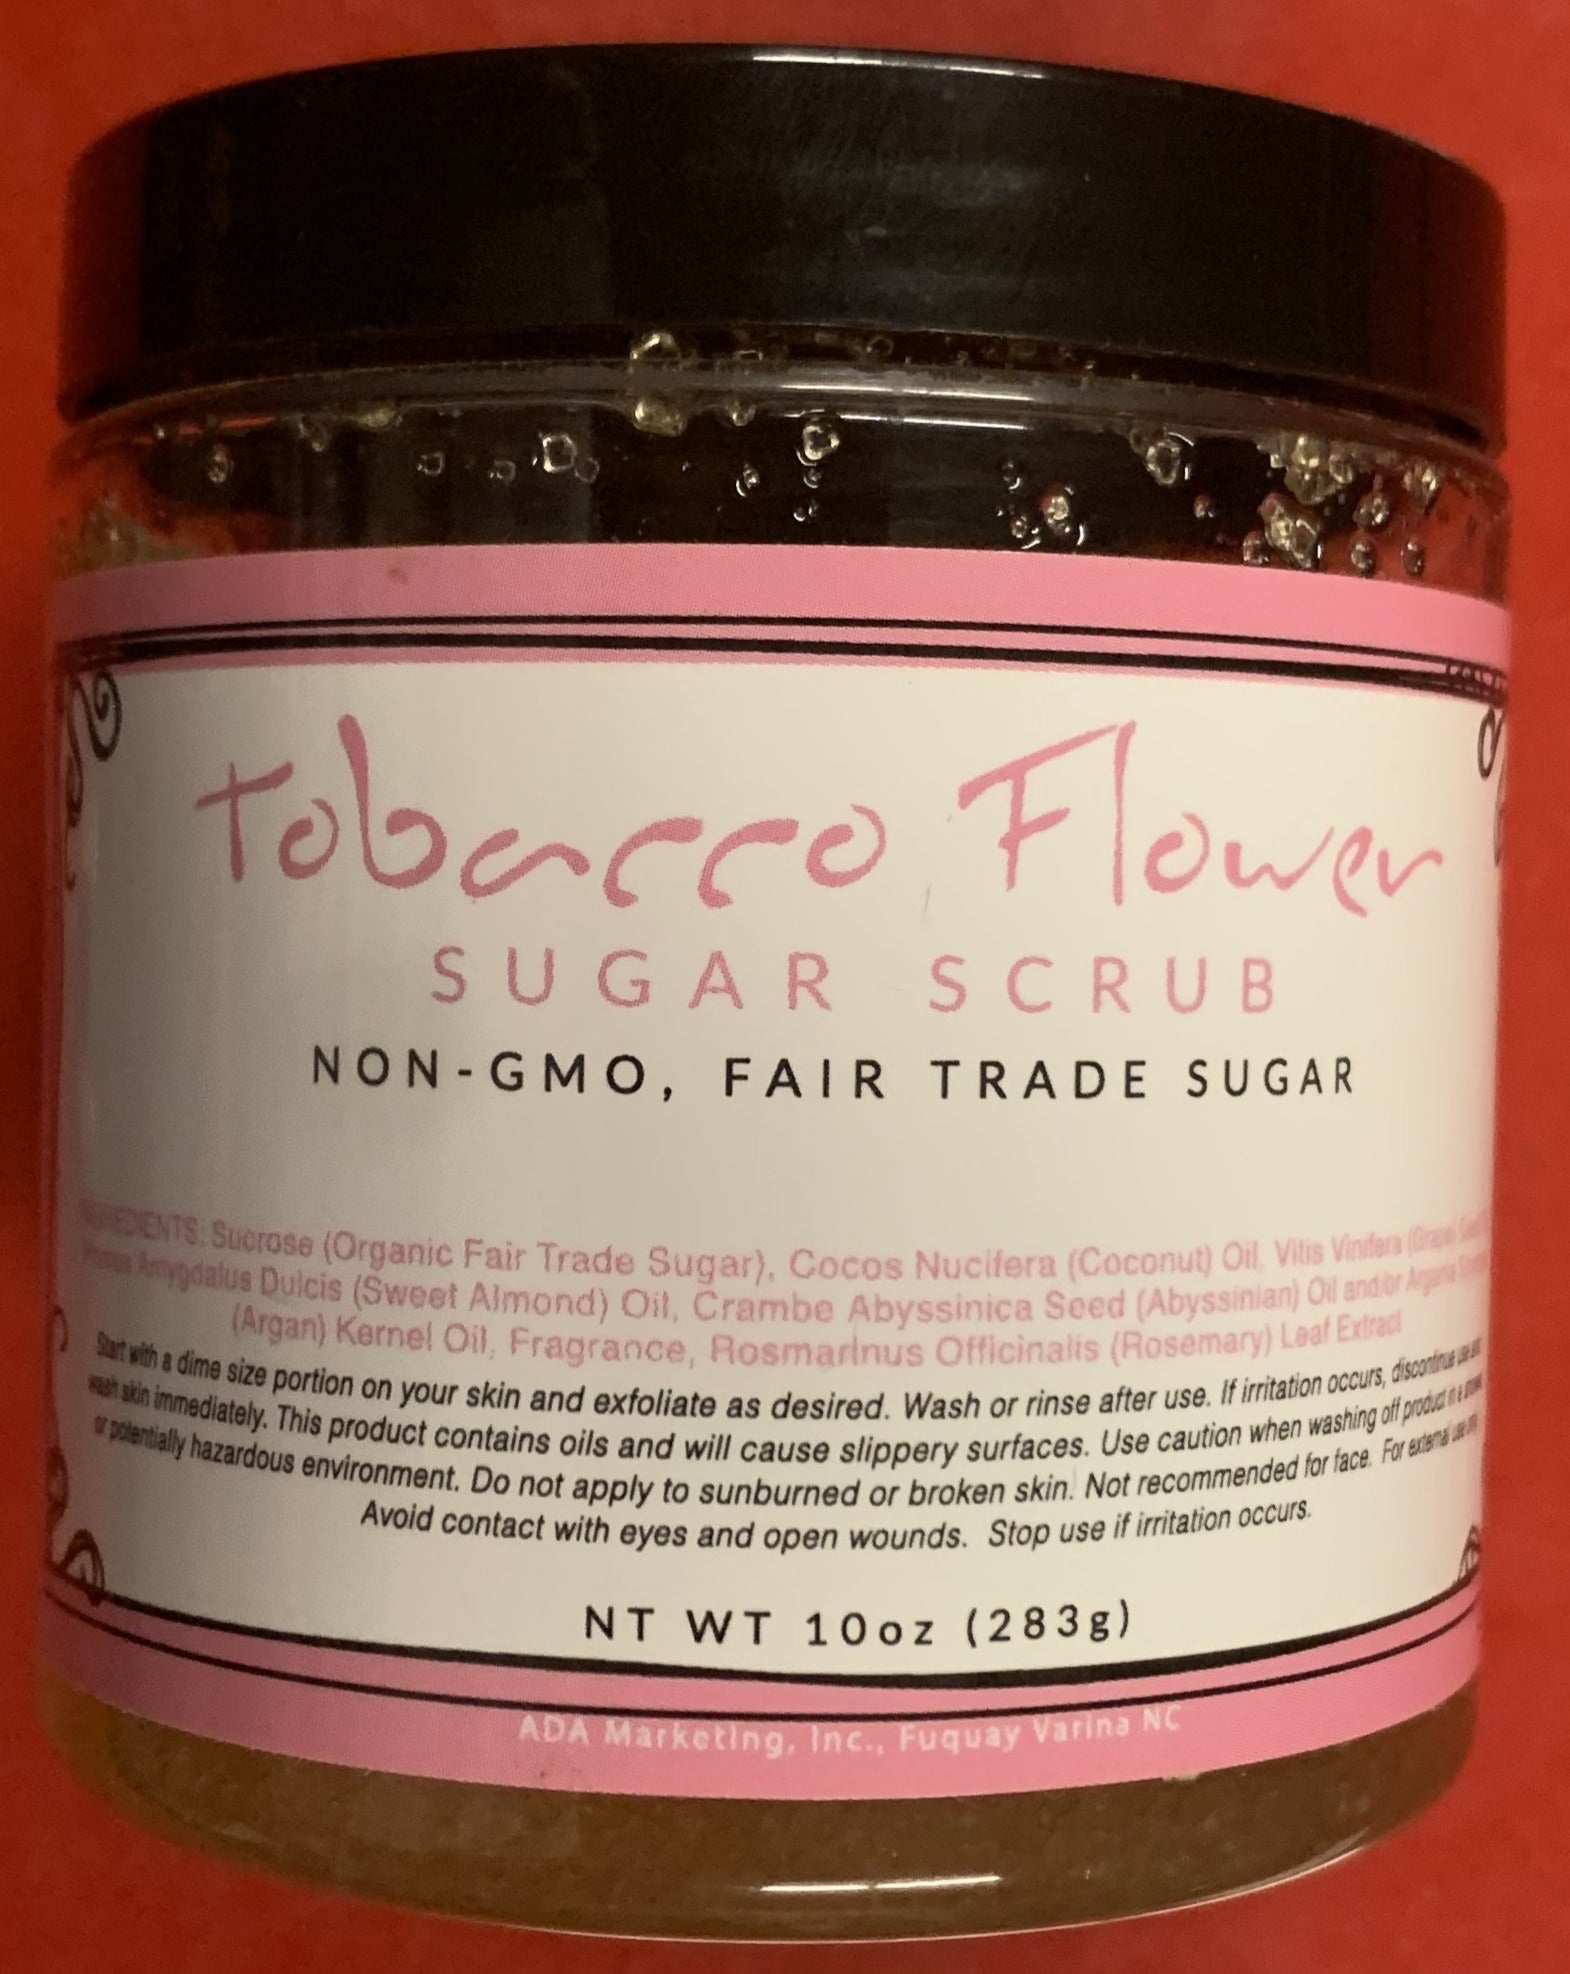 Tobacco Flower
SUGAR SCRUB
NON-GMO, FAIR TRADE SUGAR
INGREDIENTS: Sucrose (Organic Fair Trade Sugar), Cocos Nucifera (Coconut) Oil, Vitis Vinifera (Grape) Seed
Prunus Amygdalus Dulcis (Sweet Almond) Oil, Crambe Abyssinica Seed (Abyssinian) Oil and/or Argania
(Argan) Kernel Oil, Fragrance, Rosmarinus Officinalis (Rosemary) Leaf Extract
Start with a dime size portion on your skin and exfoliate as desired. Wash or rinse after use. If irritation occurs, discontinue use and
wash skin immediately. This product contains oils and will cause slippery surfaces. Use caution when washing off product in a
or potentially hazardous environment. Do not apply to sunburned or broken skin. Not recommended for face. For external use only.
Avoid contact with eyes and open wounds. Stop use if irritation occurs.
NT WT 10oz (283g)
ADA Marketing, Inc., Fuquay Varina NC